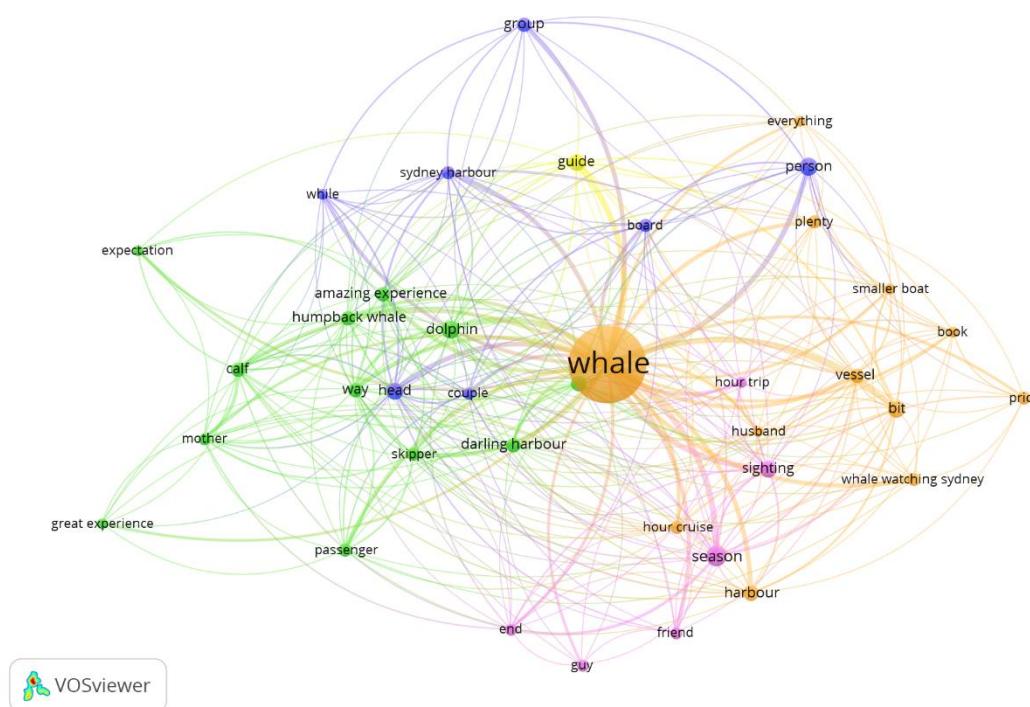 group
everything
guide
person
sydney harbour
while
board
plenty
expectation
smaller boat
amazing experience
humpback whale
dolphin
book
whale
calf
vessel
hour trip
way
head
couple
pric
bit
husband
mother
darling harbour
skipper
sighting
whale watching sydney
great experience
hour cruise
passenger
season
harbour
end
friend
guy
VOSviewer